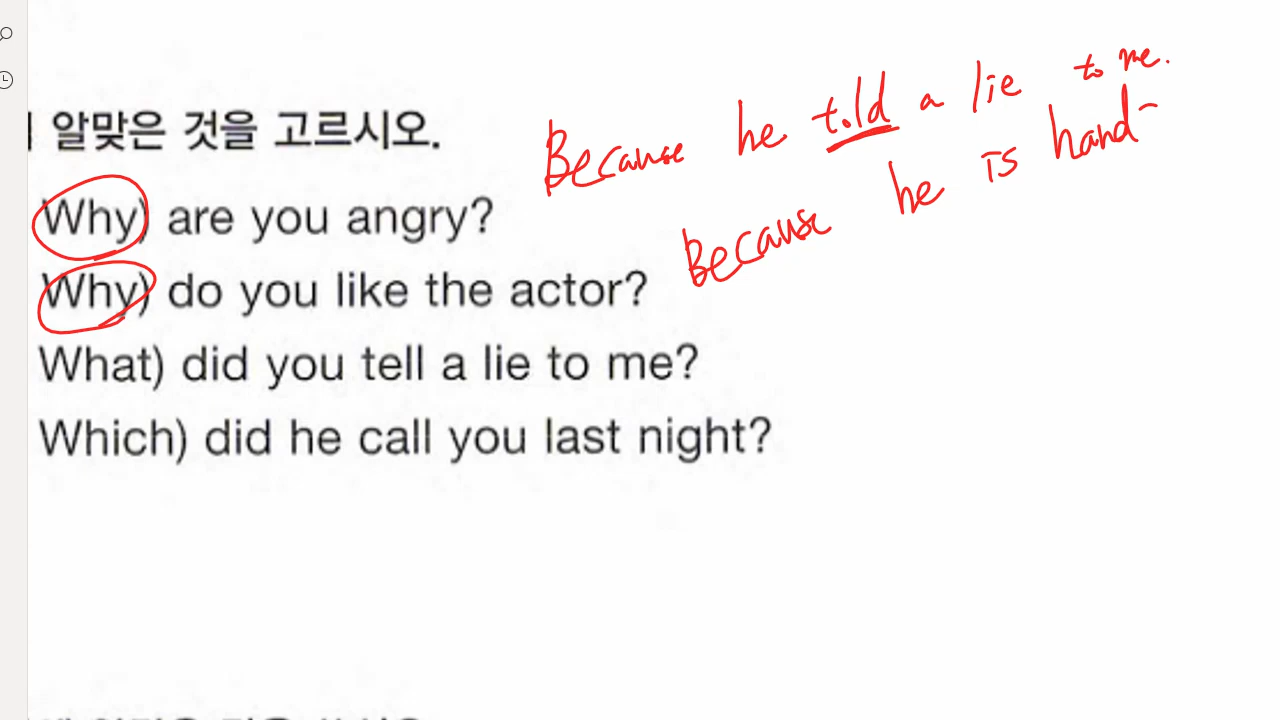 알맞은 것을 고르시오.
Because he told a lie to me.
Why) are you angry?
Because he is hand-
Why) do you like the actor?
What) did you tell a lie to me?
Which) did he call you last night?